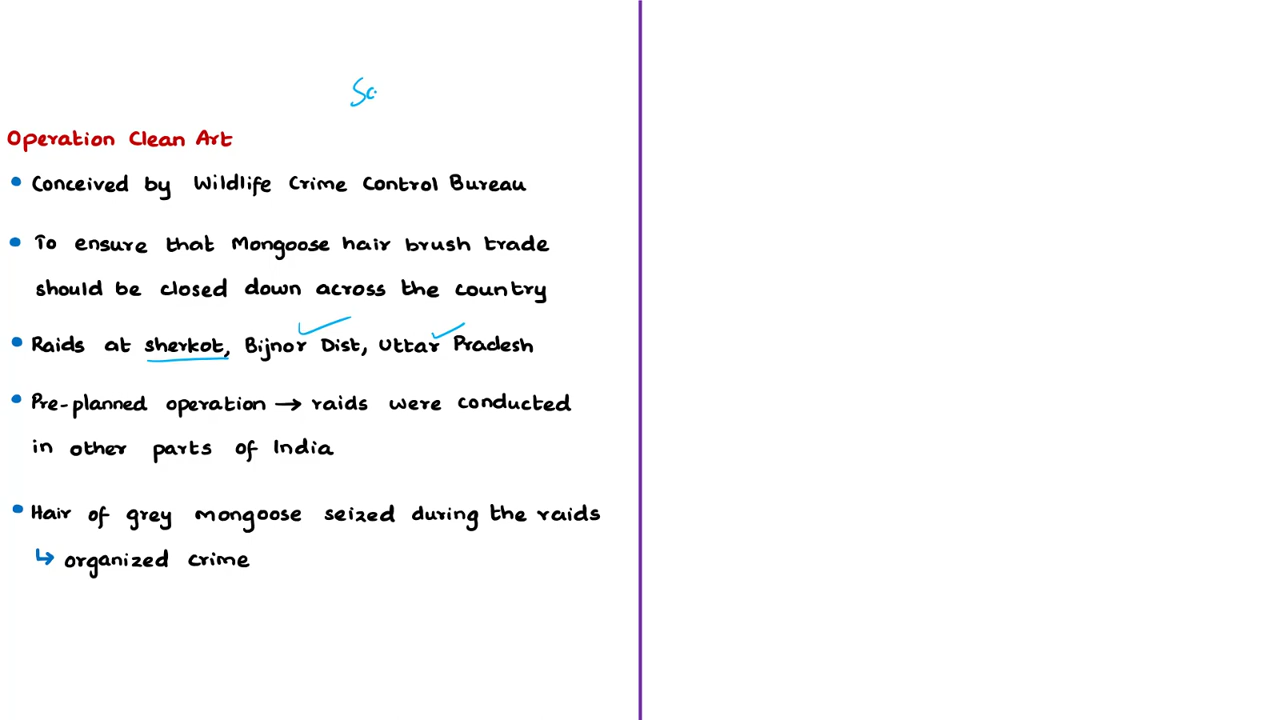 Sc
Operation Clean Art
• Conceived by Wildlife Crime Control Bureau
• To ensure that Mongoose hair brush trade
should be closed down across the country
• Raids at sherkot, Bijnor Dist, Uttar Pradesh
• Pre-planned operation → raids were conducted
in other parts of India
• Hair of grey mongoose seized during the raids
↳ organized crime